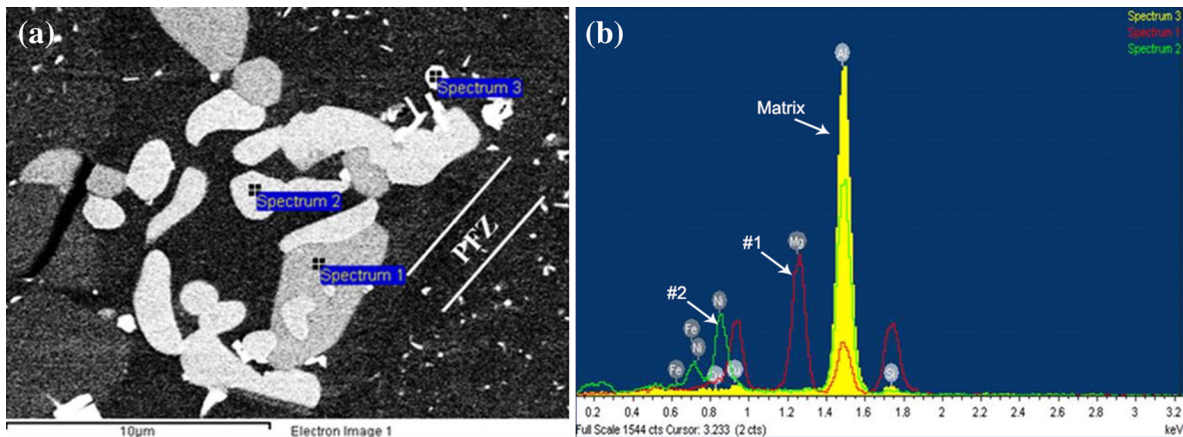 (a)
Spectrum 3
Spectrum 2
PFZ
Spectrum 1
10µm
Electron Image 1
(b)
Spectrum 3
Spectrum 1
Spectrum 2
Al
Matrix
Mg
#1
#2
Ni
Fe
Ni
Fe
Cu
Si
0.2 0.4 0.6 0.8 1 1.2 1.4 1.6 1.8 2 2.2 2.4 2.6 2.8 3 3.2
Full Scale 1544 cts Cursor: 3.233 (2 cts)
keV